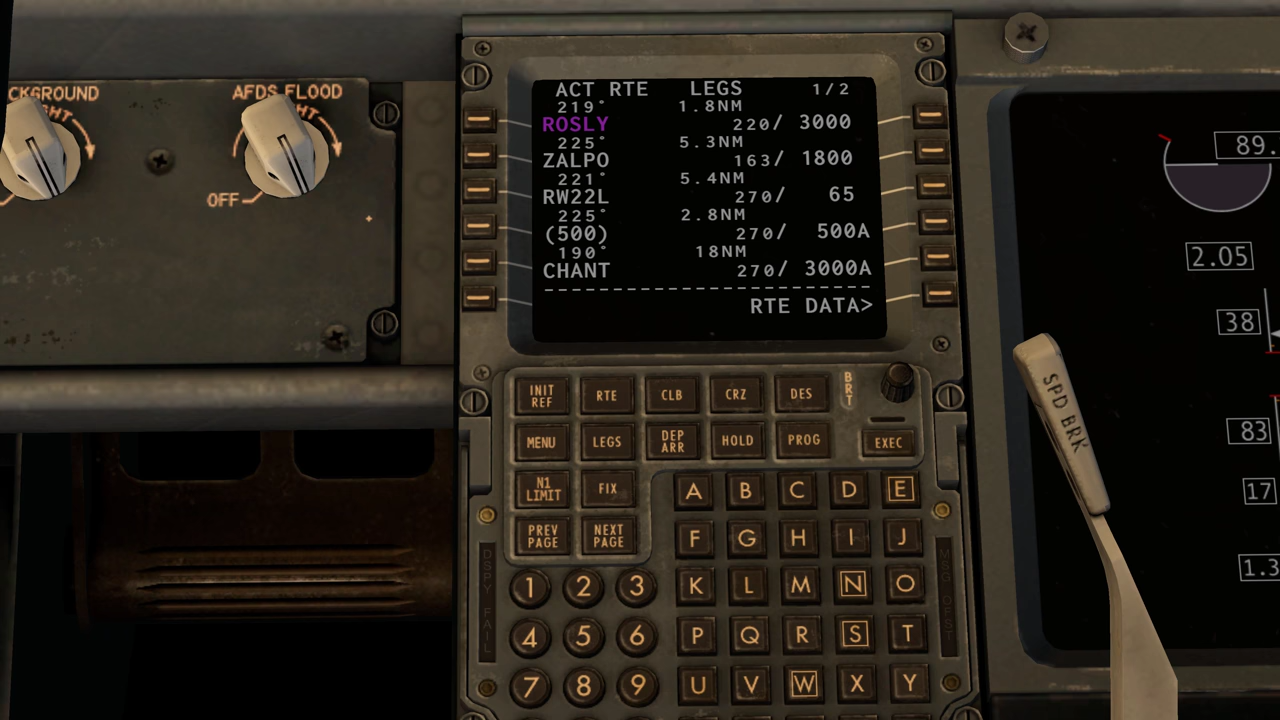 CKGROUND
GHT
AFDS FLOOD
HT
OFF
ACT RTE LEGS 1/2
219° 1.8NM
ROSLY 220/ 3000
225° 5.3NM
ZALPO 163/ 1800
221° 5.4NM
RW22L 270/ 65
225° 2.8NM
(500) 270/ 500A
190° 18NM
CHANT 270/ 3000A
------------------------
RTE DATA>
INIT REF RTE CLB CRZ DES BRT
MENU LEGS DEP ARR HOLD PROG EXEC
N1 LIMIT FIX
PREV PAGE NEXT PAGE
A B C D E
F G H I J
1 2 3 K L M N O
4 5 6 P Q R S T
7 8 9 U V W X Y
DSPY FAIL
MSG OFST
89.
2.05
38
83
17
1.3
SPD BRK